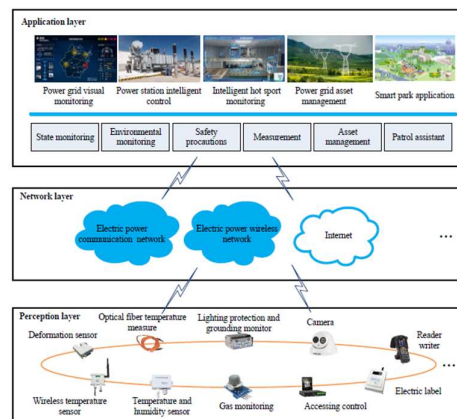 Application layer
Power grid visual
monitoring
Power station intelligent
control
Intelligent hot sport
monitoring
Power grid asset
management
Smart park application
State monitoring
Environmental
monitoring
Safety
precautions
Measurement
Asset
management
Patrol assistant
Network layer
Electric power
communication network
Electric power wireless
network
Internet
...
Perception layer
Deformation sensor
Optical fiber temperature
measure
Lighting protection and
grounding monitor
Camera
Reader
writer
...
Wireless temperature
sensor
Temperature and
humidity sensor
Gas monitoring
Accessing control
Electric label